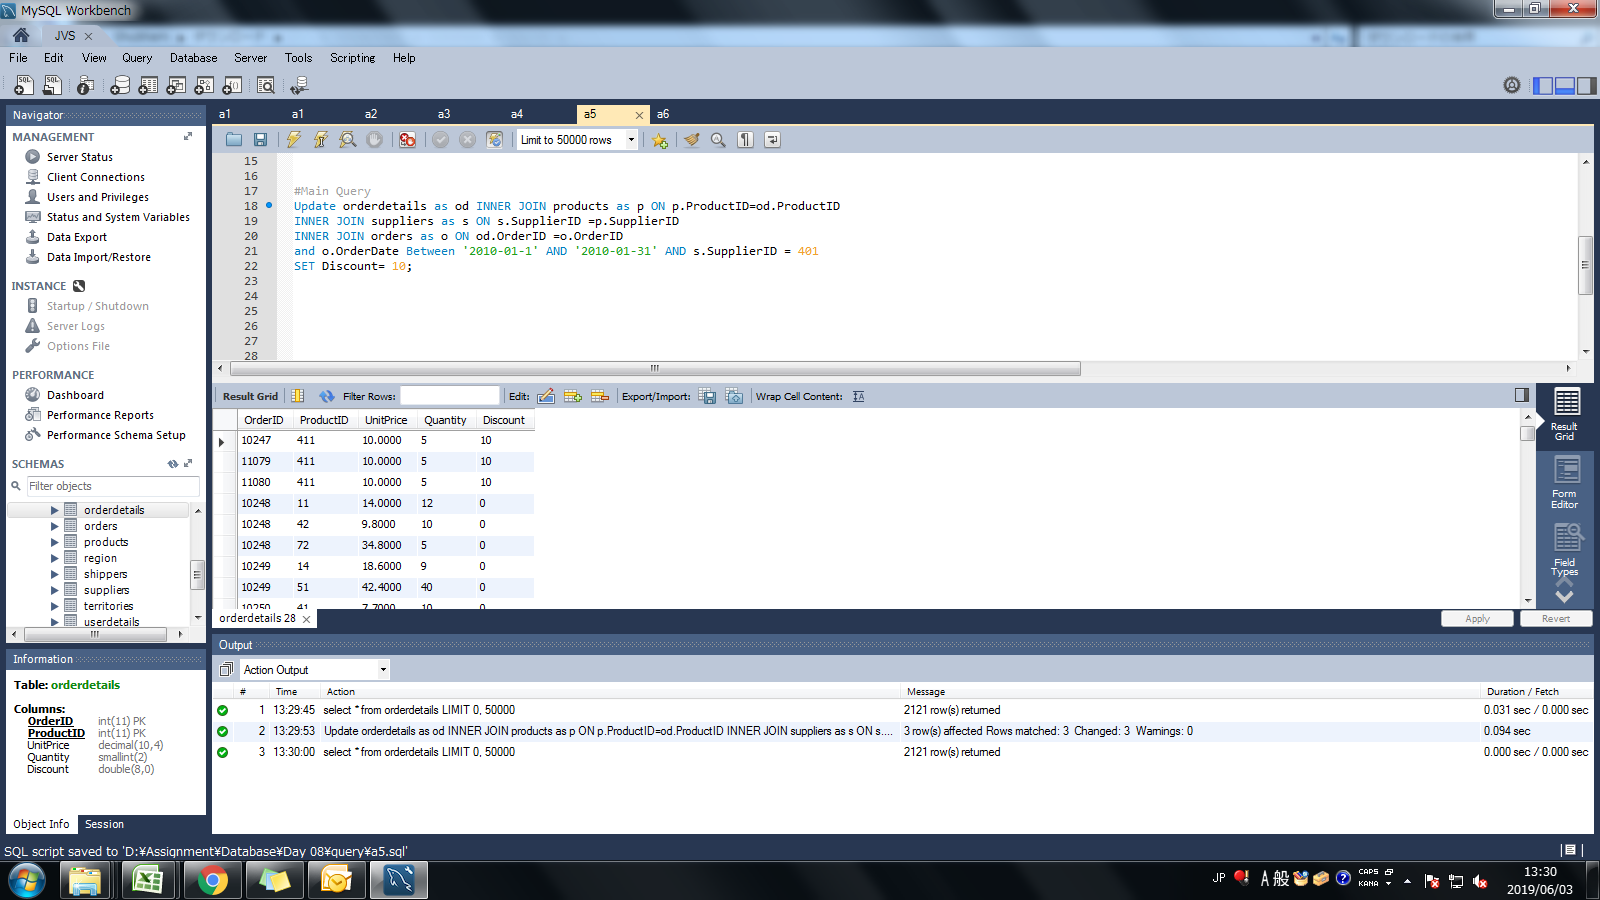 MySQL Workbench
JVS
File Edit View Query Database Server Tools Scripting Help
Navigator
MANAGEMENT
Server Status
Client Connections
Users and Privileges
Status and System Variables
Data Export
Data Import/Restore
INSTANCE
Startup / Shutdown
Server Logs
Options File
PERFORMANCE
Dashboard
Performance Reports
Performance Schema Setup
SCHEMAS
Filter objects
orderdetails
orders
products
region
shippers
suppliers
territories
userdetails
Information
Table: orderdetails
Columns:
OrderID int(11) PK
ProductID int(11) PK
UnitPrice decimal(10,4)
Quantity smallint(2)
Discount double(8,0)
Object Info Session
a1 a1 a2 a3 a4 a5 a6
Limit to 50000 rows
15
16
17 #Main Query
18 Update orderdetails as od INNER JOIN products as p ON p.ProductID=od.ProductID
19 INNER JOIN suppliers as s ON s.SupplierID =p.SupplierID
20 INNER JOIN orders as o ON od.OrderID =o.OrderID
21 and o.OrderDate Between '2010-01-1' AND '2010-01-31' AND s.SupplierID = 401
22 SET Discount= 10;
23
24
25
26
27
28
Result Grid Filter Rows: Edit: Export/Import: Wrap Cell Content:
OrderID ProductID UnitPrice Quantity Discount
10247 411 10.0000 5 10
11079 411 10.0000 5 10
11080 411 10.0000 5 10
10248 11 14.0000 12 0
10248 42 9.8000 10 0
10248 72 34.8000 5 0
10249 14 18.6000 9 0
10249 51 42.4000 40 0
10250 41 7.7000 10 0
Result Grid
Form Editor
Field Types
orderdetails 28
Apply Revert
Output
Action Output
# Time Action Message Duration / Fetch
1 13:29:45 select * from orderdetails LIMIT 0, 50000 2121 row(s) returned 0.031 sec / 0.000 sec
2 13:29:53 Update orderdetails as od INNER JOIN products as p ON p.ProductID=od.ProductID INNER JOIN suppliers as s ON s.... 3 row(s) affected Rows matched: 3 Changed: 3 Warnings: 0 0.094 sec
3 13:30:00 select * from orderdetails LIMIT 0, 50000 2121 row(s) returned 0.000 sec / 0.000 sec
SQL script saved to 'D:¥Assignment¥Database¥Day 08¥query¥a5.sql'
JP A 般 CAPS KANA
13:30
2019/06/03